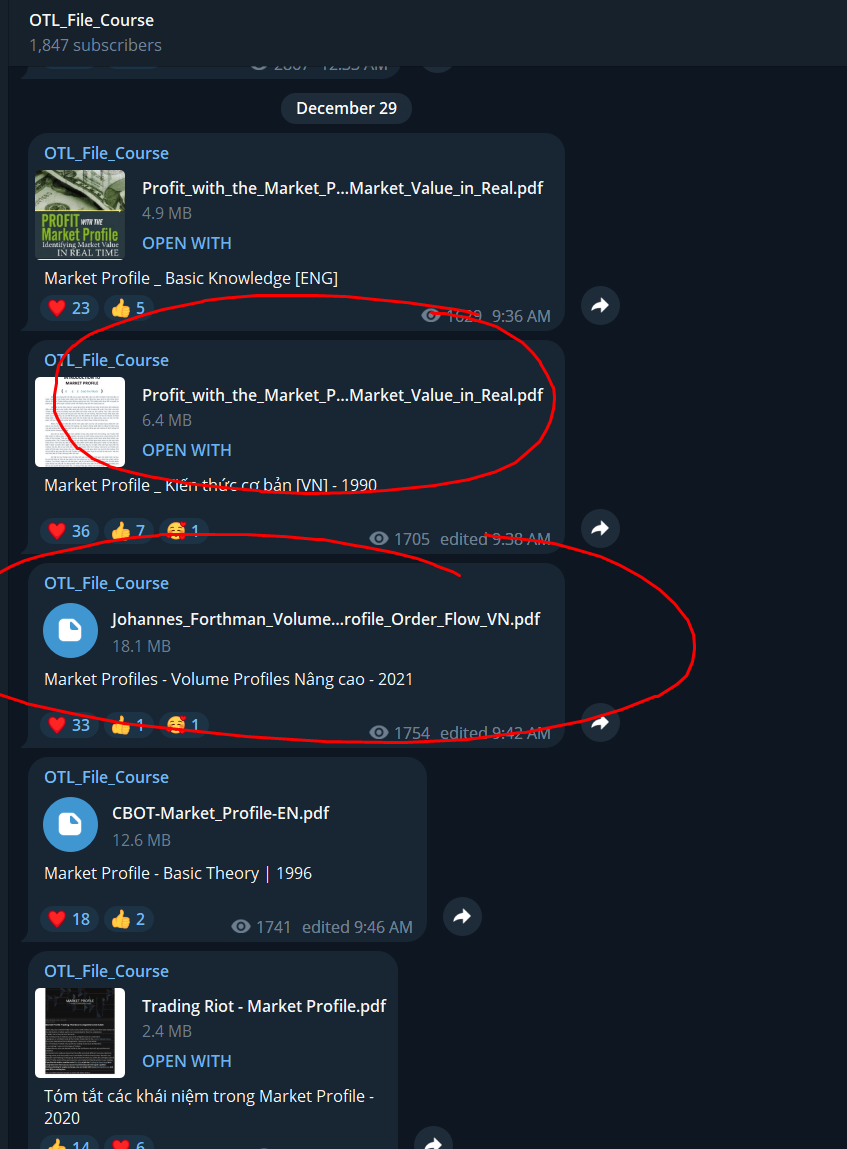 OTL_File_Course
1,847 subscribers
December 29
OTL_File_Course
PROFIT WITH THE
Market Profile
Identifying Market Value
IN REAL TIME
Profit_with_the_Market_P...Market_Value_in_Real.pdf
4.9 MB
OPEN WITH
Market Profile _ Basic Knowledge [ENG]
23 5
1629 9:36 AM
OTL_File_Course
MARKET PROFILE
Profit_with_the_Market_P...Market_Value_in_Real.pdf
6.4 MB
OPEN WITH
Market Profile _ Kiến thức cơ bản [VN] - 1990
36 7 1
1705 edited 9:38 AM
OTL_File_Course
Johannes_Forthman_Volume...rofile_Order_Flow_VN.pdf
18.1 MB
Market Profiles - Volume Profiles Nâng cao - 2021
33 1 1
1754 edited 9:42 AM
OTL_File_Course
CBOT-Market_Profile-EN.pdf
12.6 MB
Market Profile - Basic Theory | 1996
18 2
1741 edited 9:46 AM
OTL_File_Course
MARKET PROFILE
Trading Riot - Market Profile.pdf
2.4 MB
OPEN WITH
Tóm tắt các khái niệm trong Market Profile -
2020
14 6